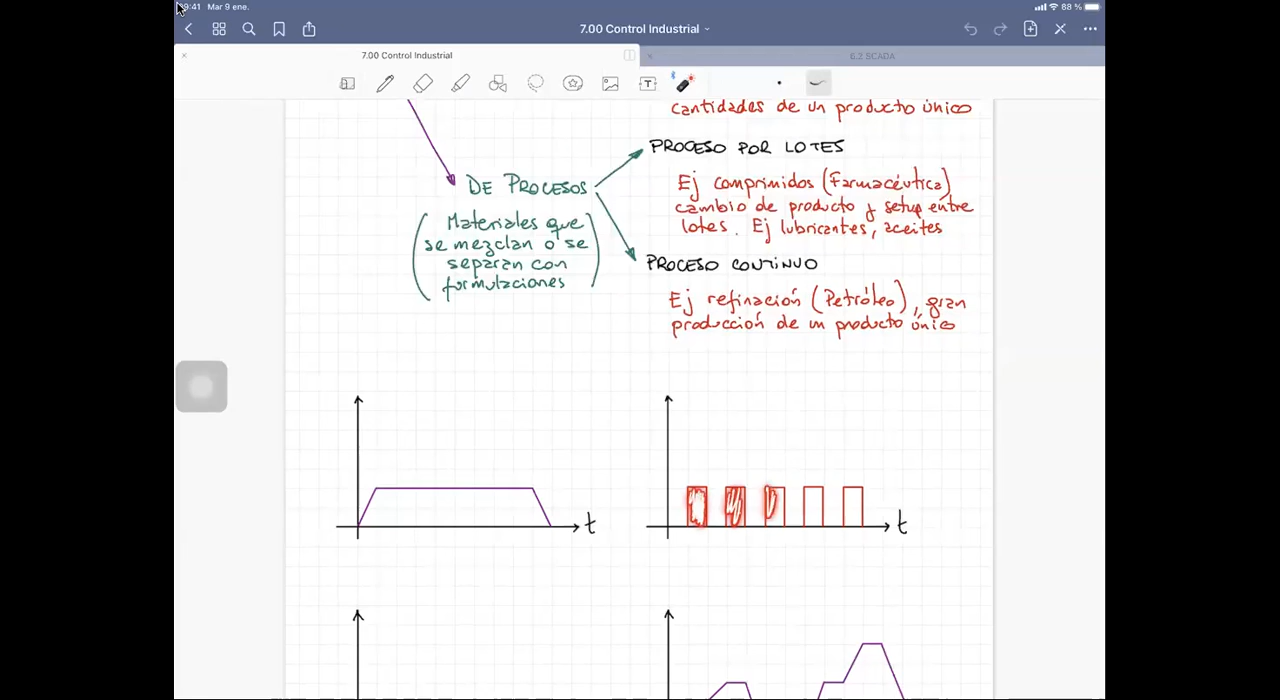 09:41 Mar 9 ene.
88 %
7.00 Control Industrial
7.00 Control Industrial
6.2 SCADA
cantidades de un producto único
PROCESO POR LOTES
DE PROCESOS
Ej comprimidos (Farmacéutica)
cambio de producto y setup entre
lotes. Ej lubricantes, aceites
(Materiales que
se mezclan o se
separan con
formulaciones)
PROCESO CONTINUO
Ej refinación (Petróleo), gran
producción de un producto único
t
t